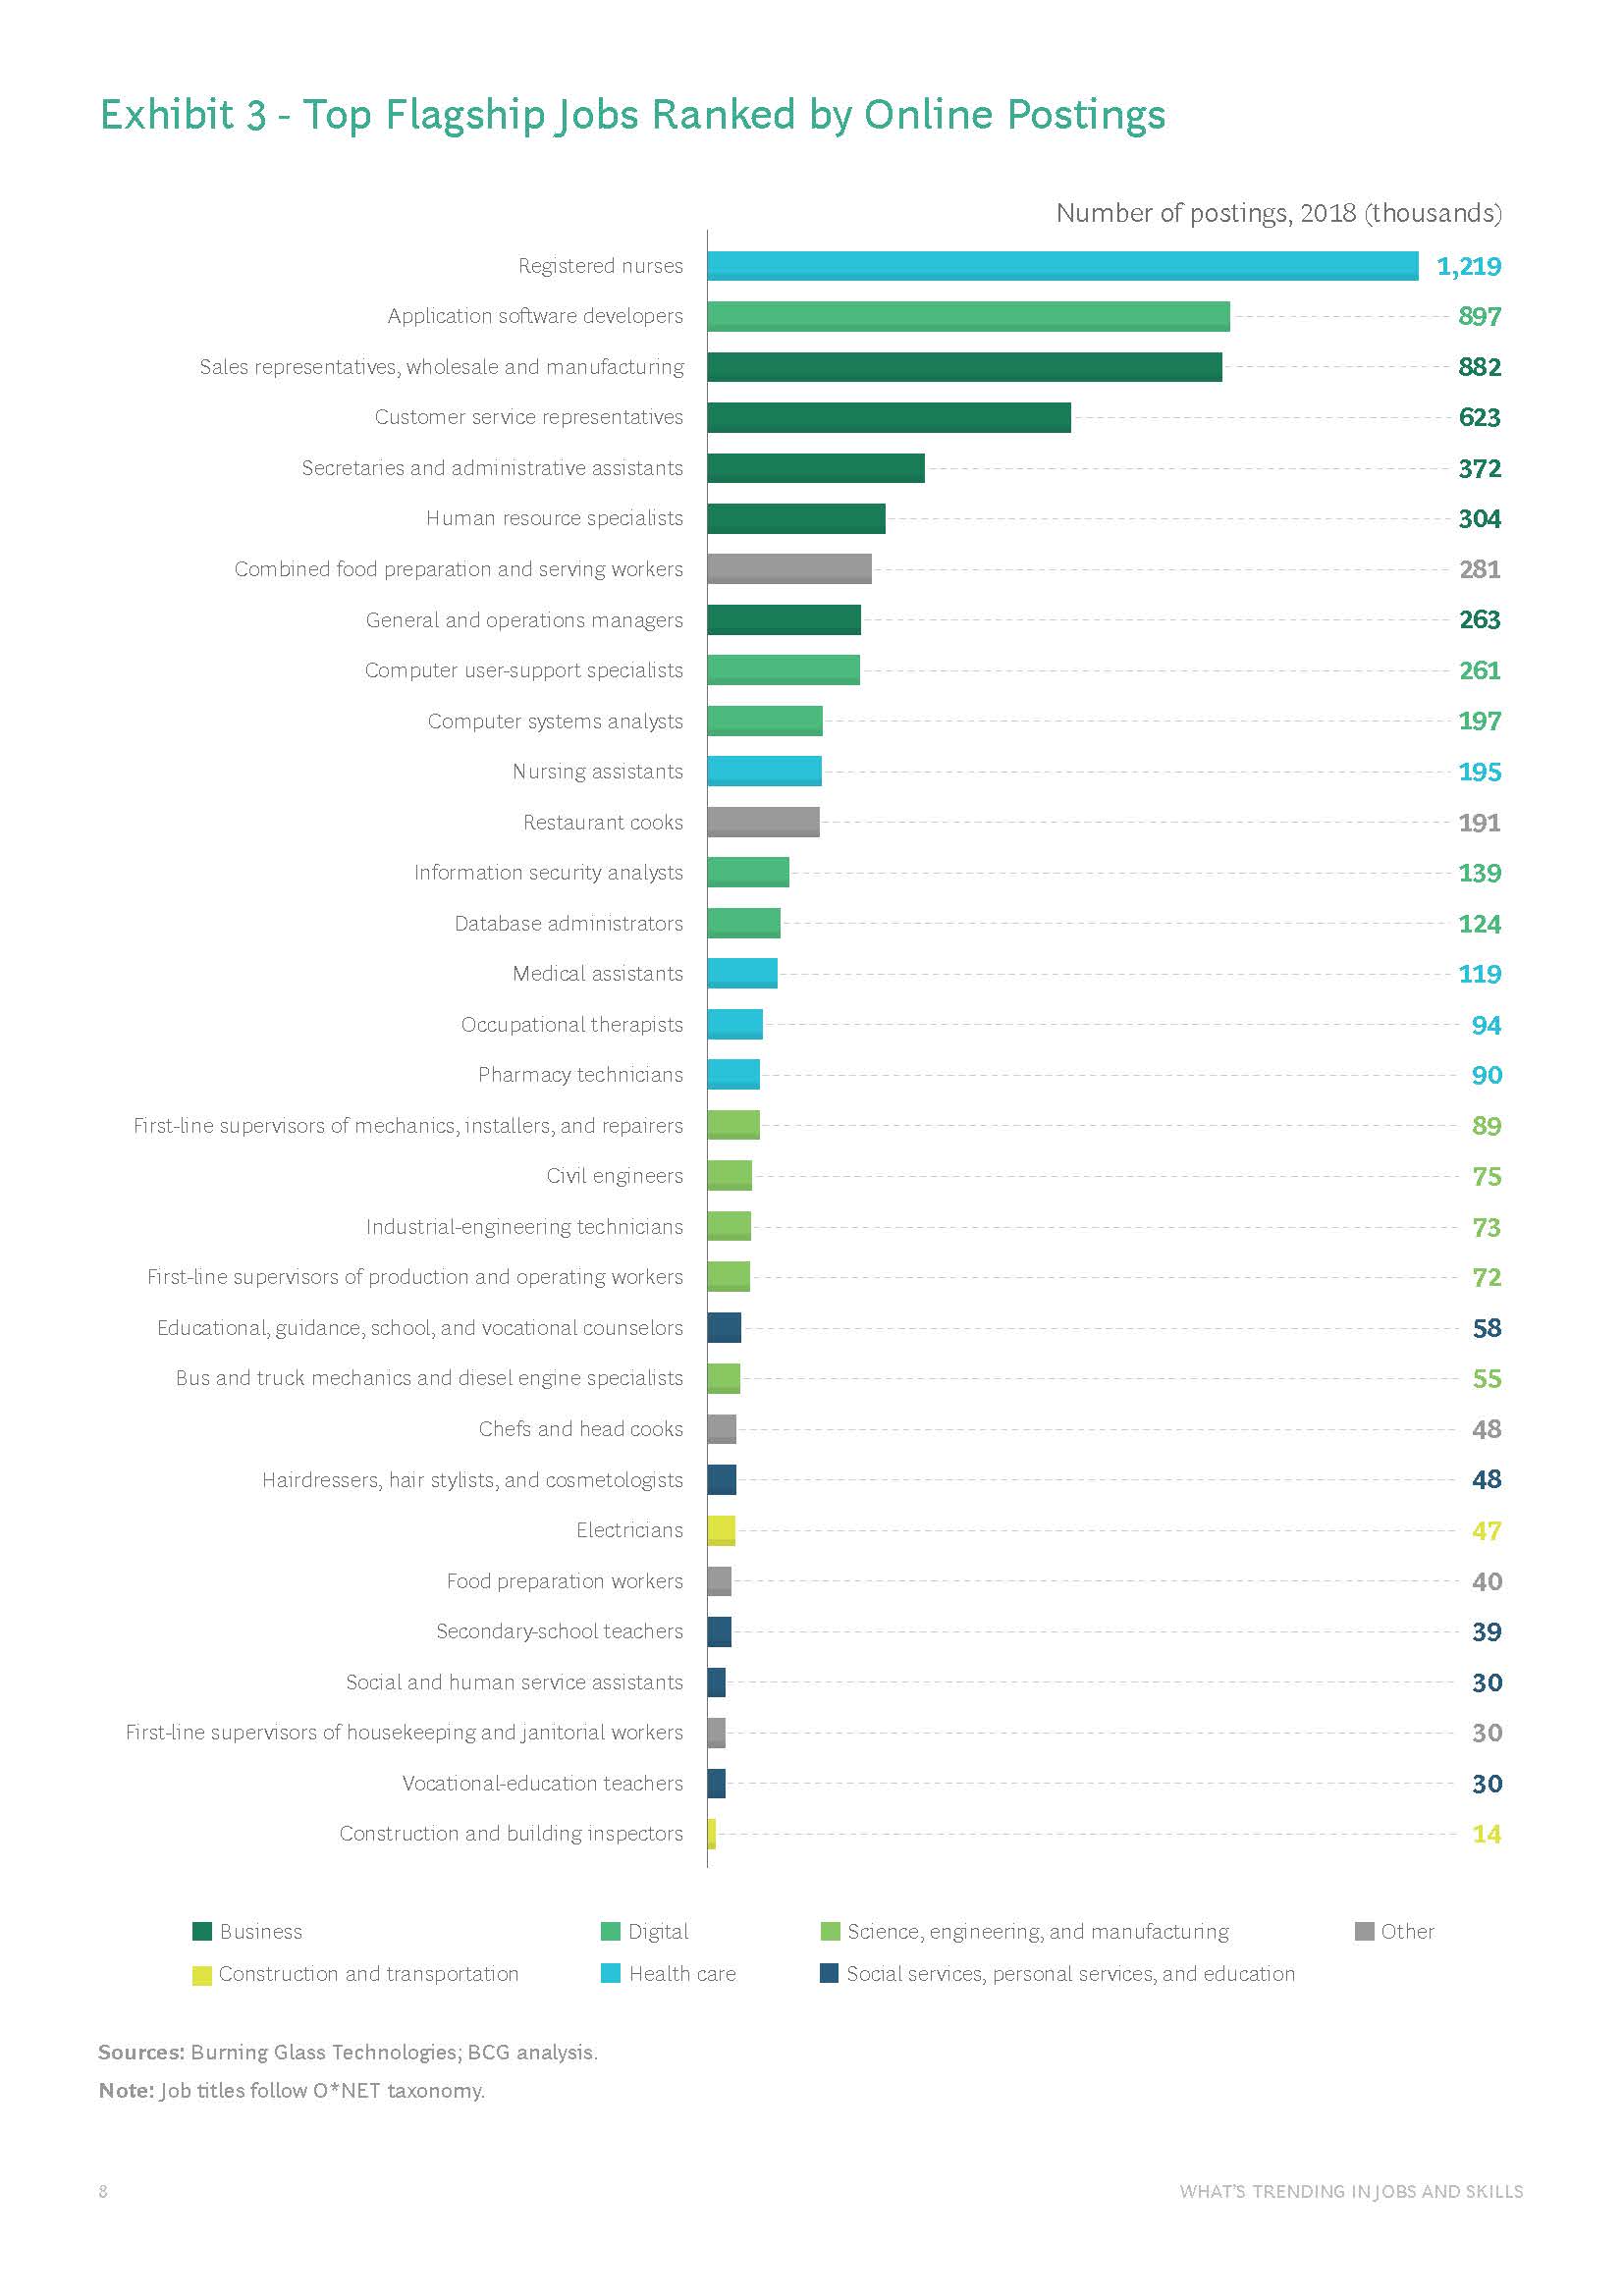 Exhibit 3 - Top Flagship Jobs Ranked by Online Postings
Number of postings, 2018 (thousands)
Registered nurses 1,219
Application software developers 897
Sales representatives, wholesale and manufacturing 882
Customer service representatives 623
Secretaries and administrative assistants 372
Human resource specialists 304
Combined food preparation and serving workers 281
General and operations managers 263
Computer user-support specialists 261
Computer systems analysts 197
Nursing assistants 195
Restaurant cooks 191
Information security analysts 139
Database administrators 124
Medical assistants 119
Occupational therapists 94
Pharmacy technicians 90
First-line supervisors of mechanics, installers, and repairers 89
Civil engineers 75
Industrial-engineering technicians 73
First-line supervisors of production and operating workers 72
Educational, guidance, school, and vocational counselors 58
Bus and truck mechanics and diesel engine specialists 55
Chefs and head cooks 48
Hairdressers, hair stylists, and cosmetologists 48
Electricians 47
Food preparation workers 40
Secondary-school teachers 39
Social and human service assistants 30
First-line supervisors of housekeeping and janitorial workers 30
Vocational-education teachers 30
Construction and building inspectors 14
Business Digital Science, engineering, and manufacturing Other
Construction and transportation Health care Social services, personal services, and education
Sources: Burning Glass Technologies; BCG analysis.
Note: Job titles follow O*NET taxonomy.
8 WHAT'S TRENDING IN JOBS AND SKILLS